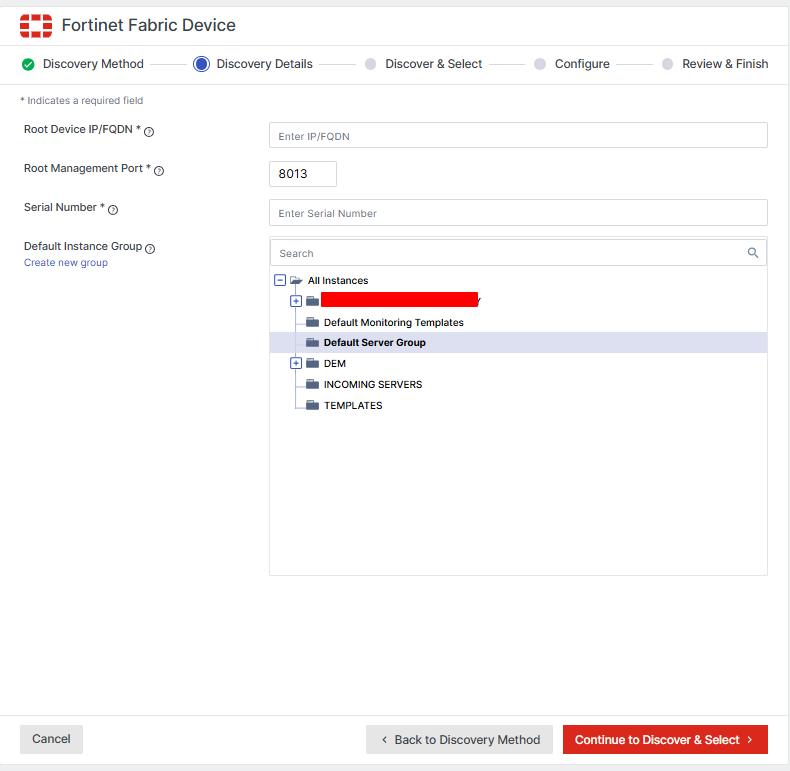 Fortinet Fabric Device
Discovery Method
Discovery Details
Discover & Select
Configure
Review & Finish
* Indicates a required field
Root Device IP/FQDN *
Enter IP/FQDN
Root Management Port *
8013
Serial Number *
Enter Serial Number
Default Instance Group
Create new group
Search
All Instances
Default Monitoring Templates
Default Server Group
DEM
INCOMING SERVERS
TEMPLATES
Cancel
Back to Discovery Method
Continue to Discover & Select